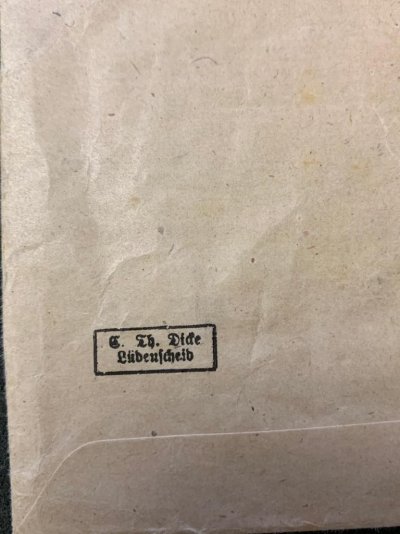 C. Th. Dicke
Lüdenscheid